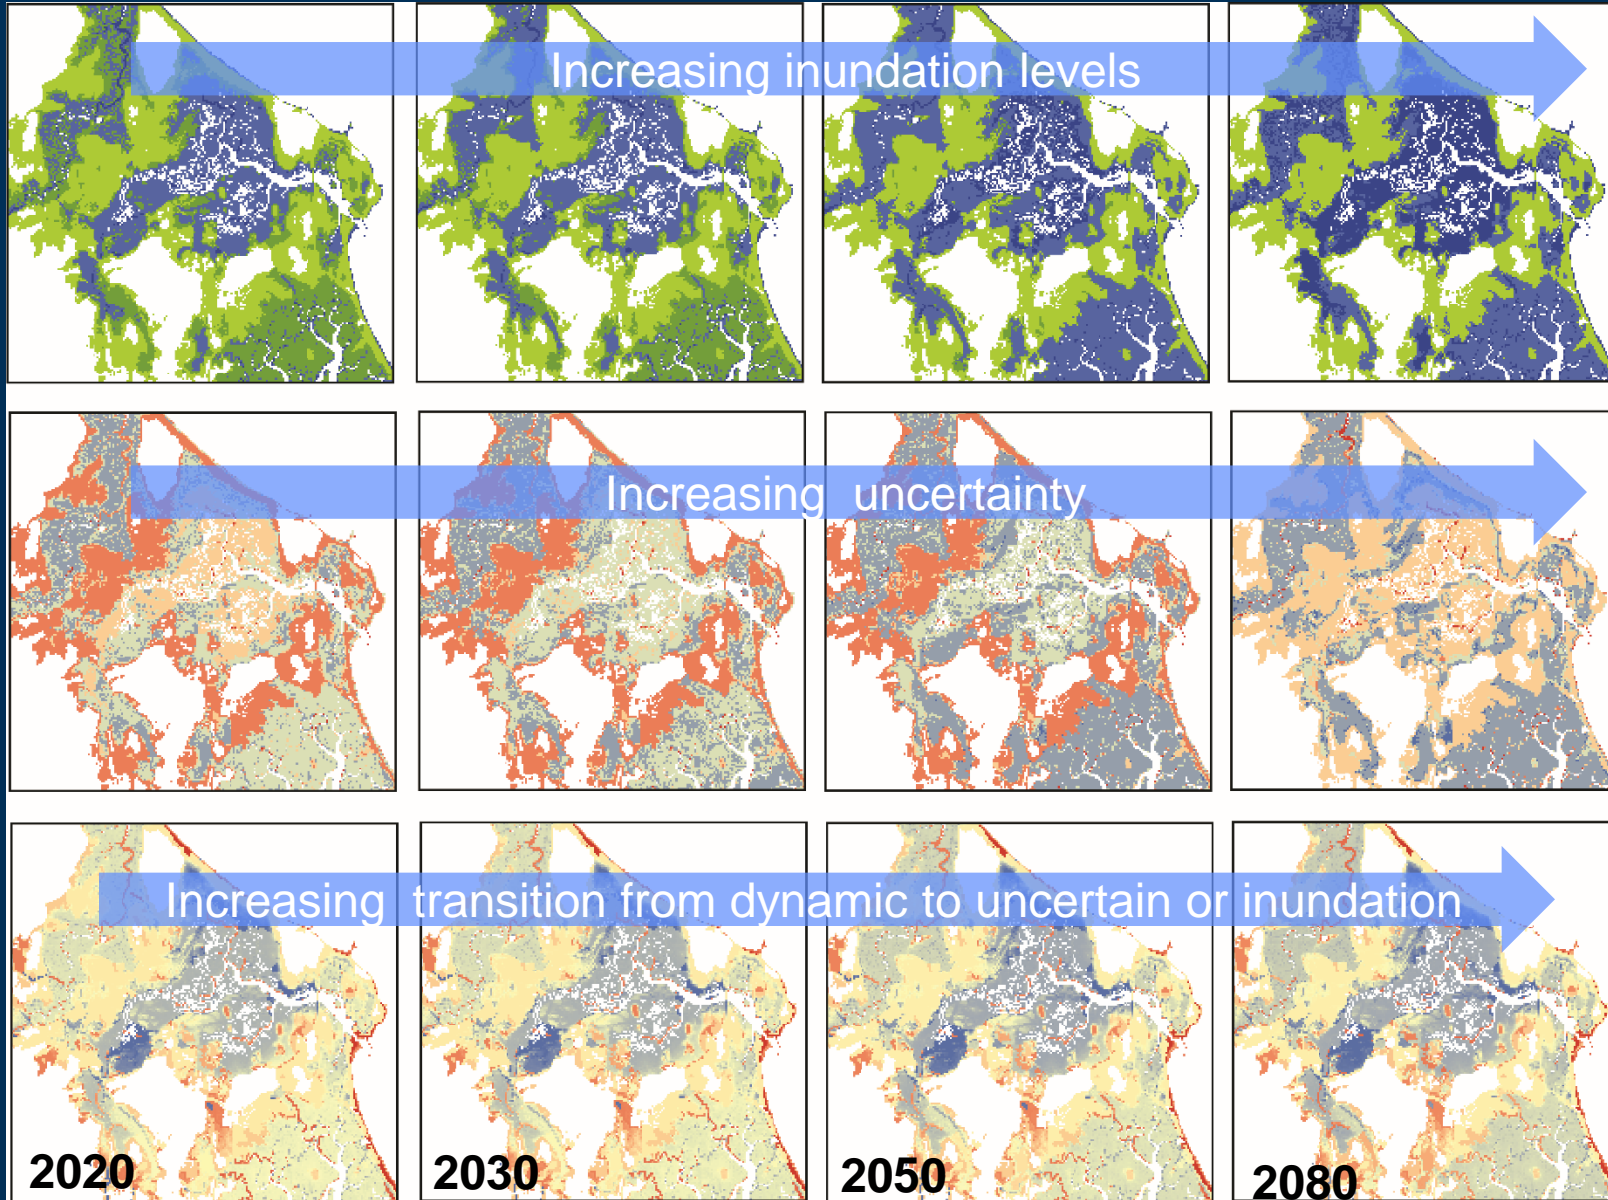 Increasing inundation levels
Increasing uncertainty
Increasing transition from dynamic to uncertain or inundation
2020
2030
2050
2080